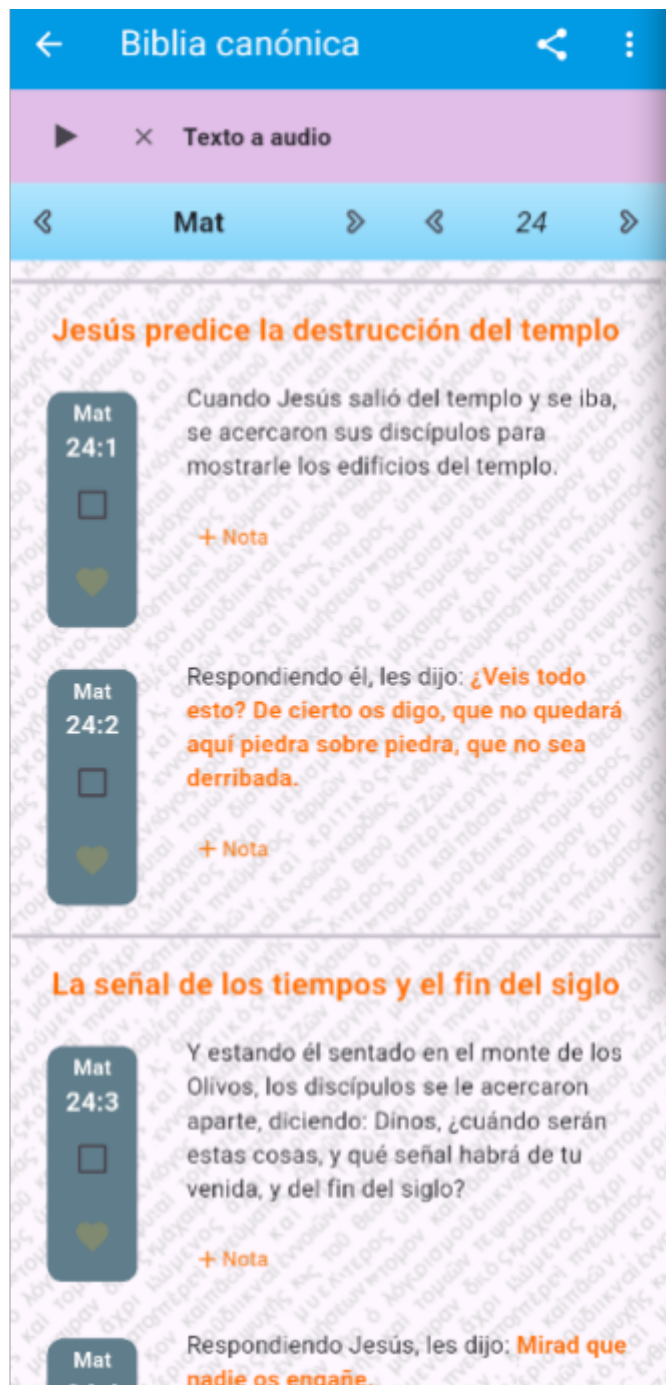 Biblia canónica
Texto a audio
Mat 24
Jesús predice la destrucción del templo
Mat
24:1
Cuando Jesús salió del templo y se iba,
se acercaron sus discípulos para
mostrarle los edificios del templo.
+ Nota
Mat
24:2
Respondiendo él, les dijo: ¿Veis todo
esto? De cierto os digo, que no quedará
aquí piedra sobre piedra, que no sea
derribada.
+ Nota
La señal de los tiempos y el fin del siglo
Mat
24:3
Y estando él sentado en el monte de los
Olivos, los discípulos se le acercaron
aparte, diciendo: Dinos, ¿cuándo serán
estas cosas, y qué señal habrá de tu
venida, y del fin del siglo?
+ Nota
Mat
Respondiendo Jesús, les dijo: Mirad que
nadie os engañe.